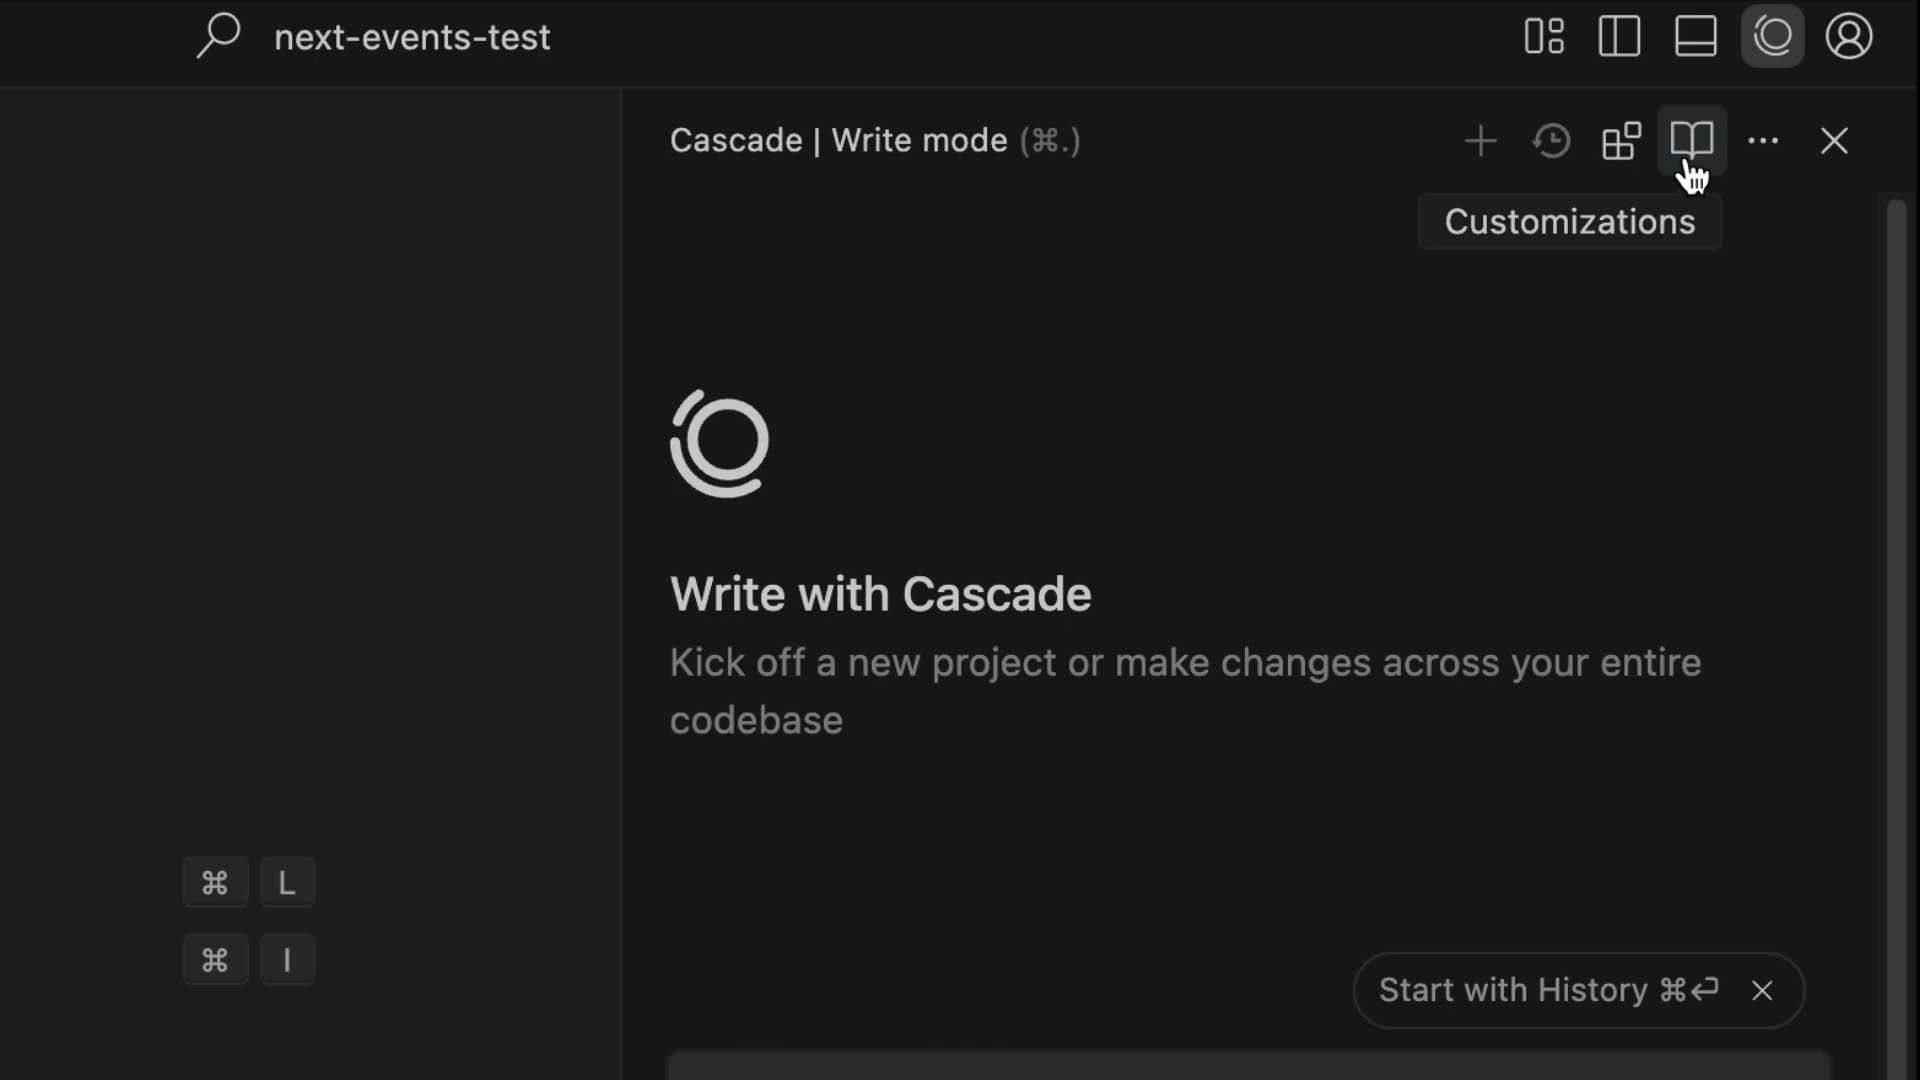 next-events-test
Cascade | Write mode (⌘.)
Customizations
Write with Cascade
Kick off a new project or make changes across your entire
codebase
⌘ L
⌘ I
Start with History ⌘⏎